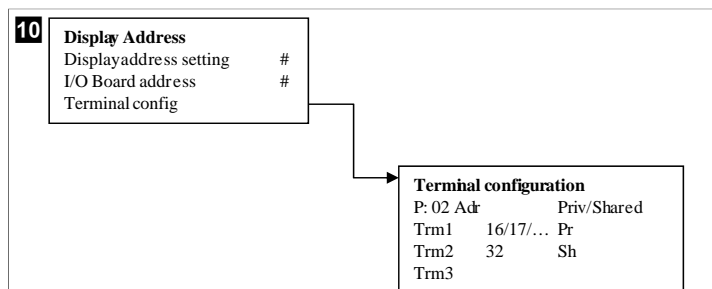 10
Display Address
Displayaddress setting #
I/O Board address #
Terminal config
Terminal configuration
P: 02 Adr Priv/Shared
Trm1 16/17/… Pr
Trm2 32 Sh
Trm3